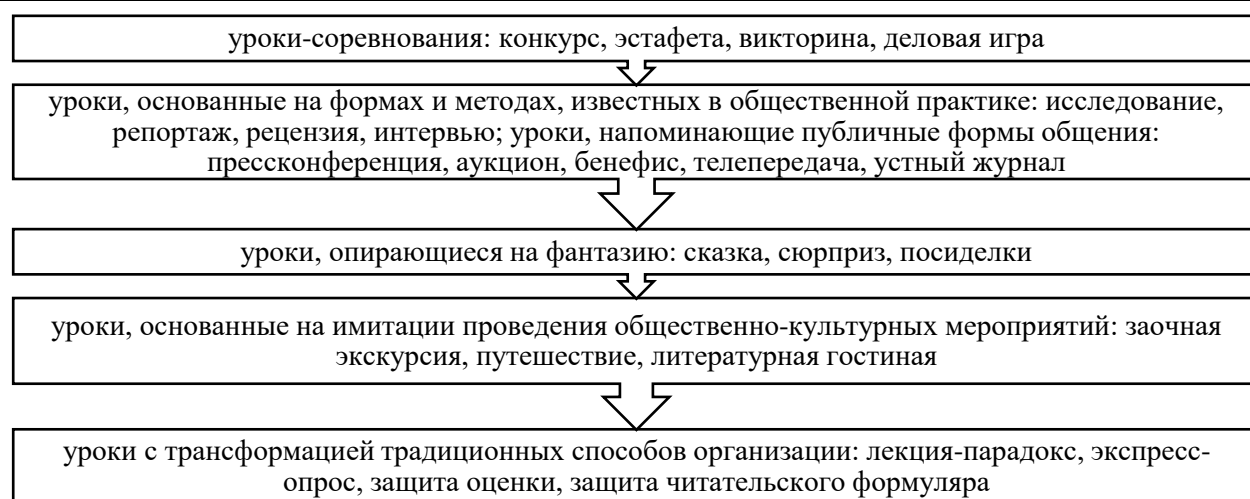 уроки-соревнования: конкурс, эстафета, викторина, деловая игра
уроки, основанные на формах и методах, известных в общественной практике: исследование,
репортаж, рецензия, интервью; уроки, напоминающие публичные формы общения:
прессконференция, аукцион, бенефис, телепередача, устный журнал
уроки, опирающиеся на фантазию: сказка, сюрприз, посиделки
уроки, основанные на имитации проведения общественно-культурных мероприятий: заочная
экскурсия, путешествие, литературная гостиная
уроки с трансформацией традиционных способов организации: лекция-парадокс, экспресс-
опрос, защита оценки, защита читательского формуляра